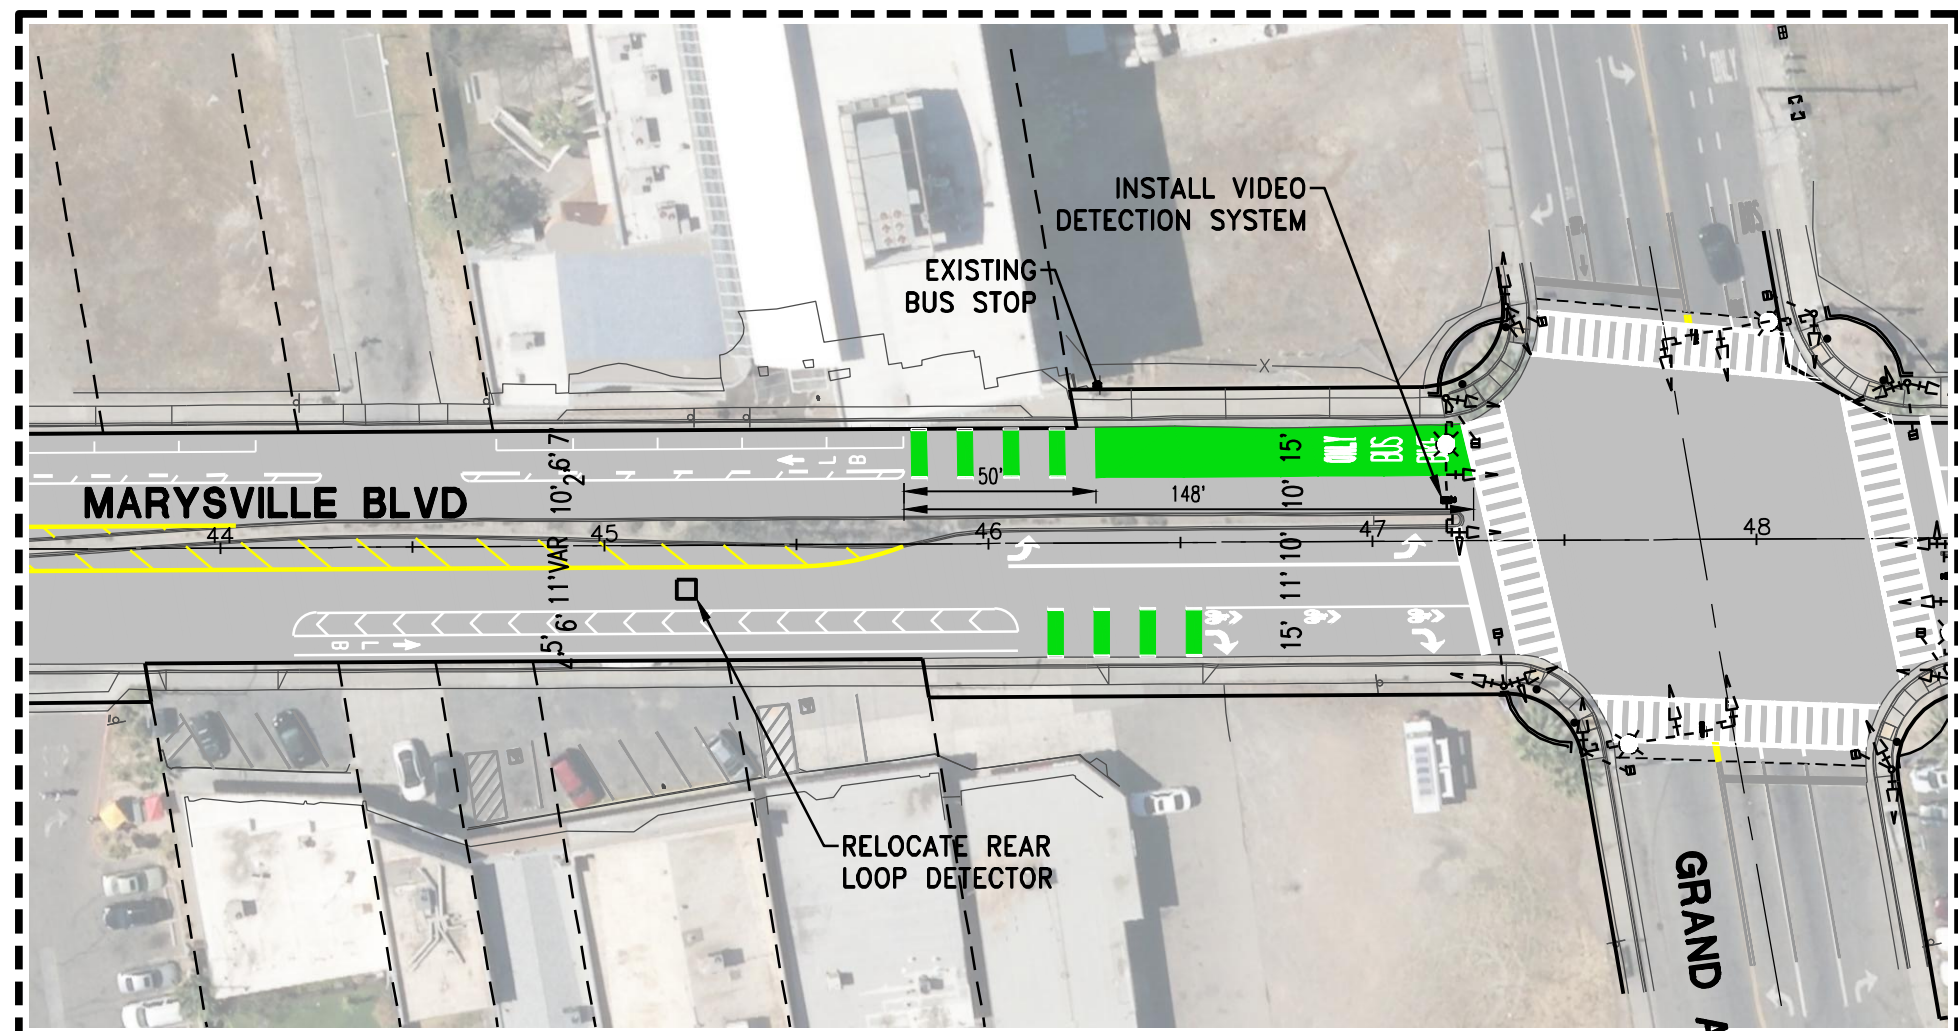 INSTALL VIDEO
DETECTION SYSTEM
EXISTING
BUS STOP
X
7'
6'
2'
10'
B
L
50'
148'
15'
10'
ONLY
BUS
MARYSVILLE BLVD
44
45
46
47
48
VAR
11'
6'
4.5'
10'
11'
15'
B
L
RELOCATE REAR
LOOP DETECTOR
GRAND A